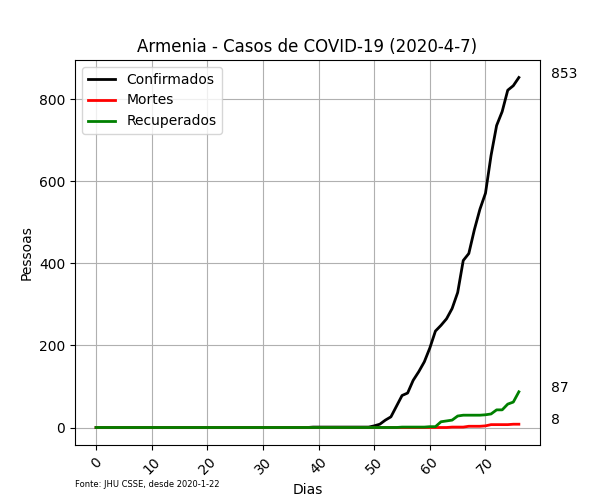 Armenia - Casos de COVID-19 (2020-4-7)
Confirmados
Mortes
Recuperados
853
87
8
800
600
400
200
0
Pessoas
0
10
20
30
40
50
60
70
Dias
Fonte: JHU CSSE, desde 2020-1-22